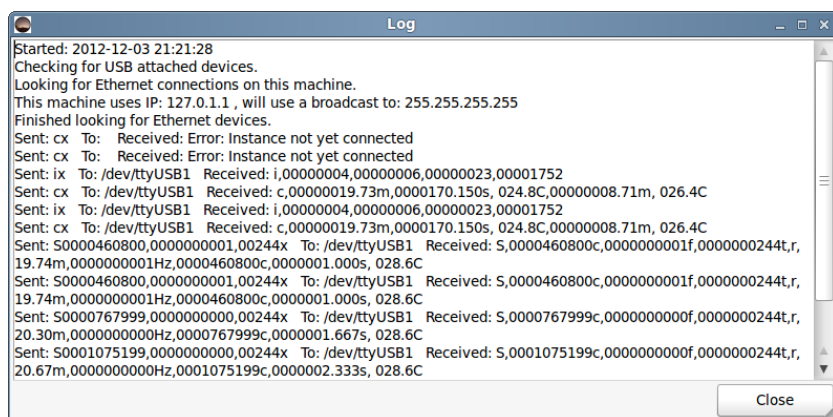 Log
Started: 2012-12-03 21:21:28
Checking for USB attached devices.
Looking for Ethernet connections on this machine.
This machine uses IP: 127.0.1.1 , will use a broadcast to: 255.255.255.255
Finished looking for Ethernet devices.
Sent: cx   To:    Received: Error: Instance not yet connected
Sent: cx   To:    Received: Error: Instance not yet connected
Sent: ix   To: /dev/ttyUSB1   Received: i,00000004,00000006,00000023,00001752
Sent: cx   To: /dev/ttyUSB1   Received: c,00000019.73m,0000170.150s, 024.8C,00000008.71m, 026.4C
Sent: ix   To: /dev/ttyUSB1   Received: i,00000004,00000006,00000023,00001752
Sent: cx   To: /dev/ttyUSB1   Received: c,00000019.73m,0000170.150s, 024.8C,00000008.71m, 026.4C
Sent: S0000460800,0000000001,00244x   To: /dev/ttyUSB1   Received: S,0000460800c,0000000001f,0000000244t,r,
19.74m,0000000001Hz,0000460800c,0000001.000s, 028.6C
Sent: S0000460800,0000000001,00244x   To: /dev/ttyUSB1   Received: S,0000460800c,0000000001f,0000000244t,r,
19.74m,0000000001Hz,0000460800c,0000001.000s, 028.6C
Sent: S0000767999,0000000000,00244x   To: /dev/ttyUSB1   Received: S,0000767999c,0000000000f,0000000244t,r,
20.30m,0000000000Hz,0000767999c,0000001.667s, 028.6C
Sent: S0001075199,0000000000,00244x   To: /dev/ttyUSB1   Received: S,0001075199c,0000000000f,0000000244t,r,
20.67m,0000000000Hz,0001075199c,0000002.333s, 028.6C
Close